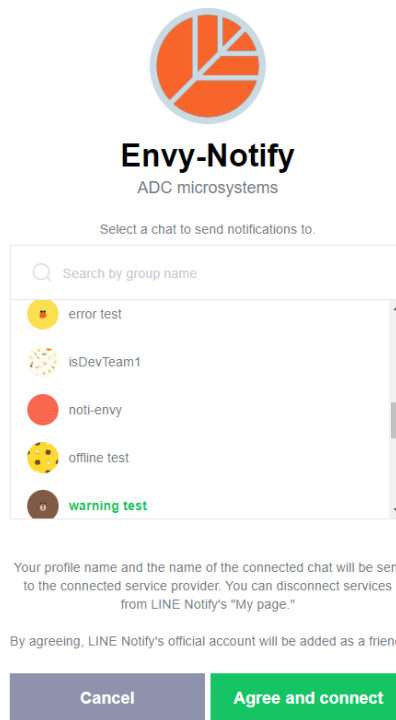 Envy-Notify
ADC microsystems
Select a chat to send notifications to.
Search by group name
error test
isDevTeam1
noti-envy
offline test
warning test
Your profile name and the name of the connected chat will be sen
to the connected service provider. You can disconnect services
from LINE Notify's "My page."
By agreeing, LINE Notify's official account will be added as a frien
Cancel
Agree and connect